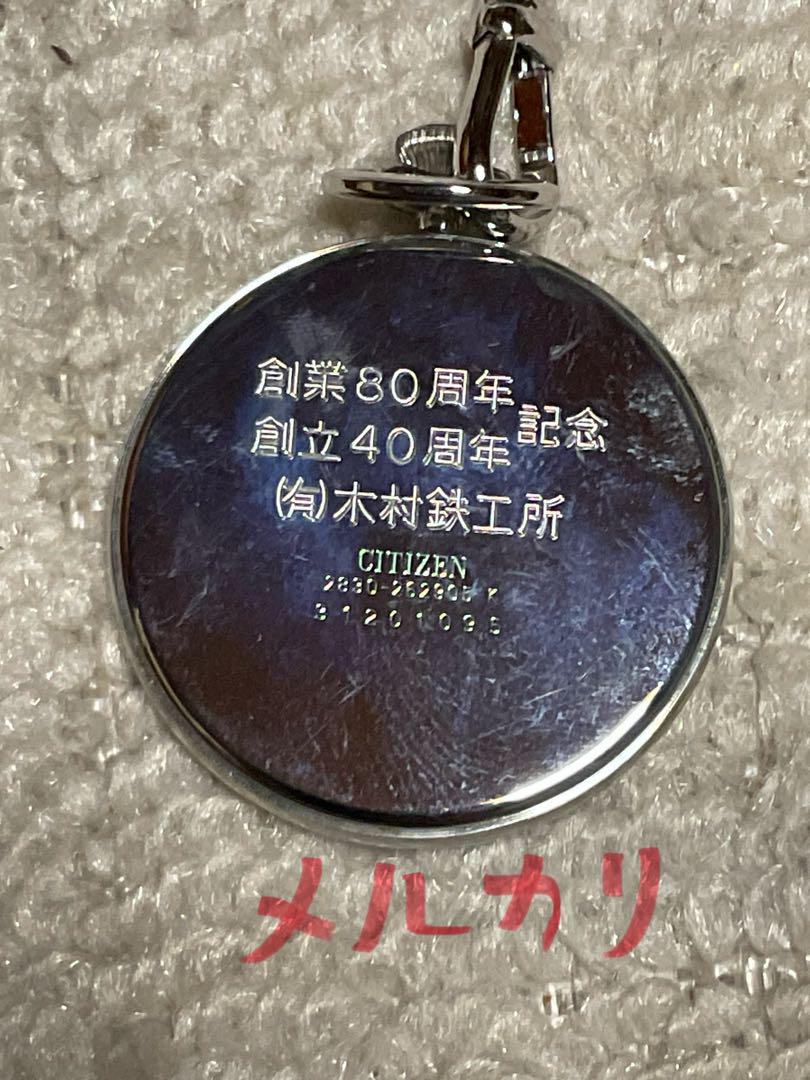 創業80周年
創立40周年
記念
(有)木村鉄工所
CITIZEN
2830-262905 K
31201095
メルカリ